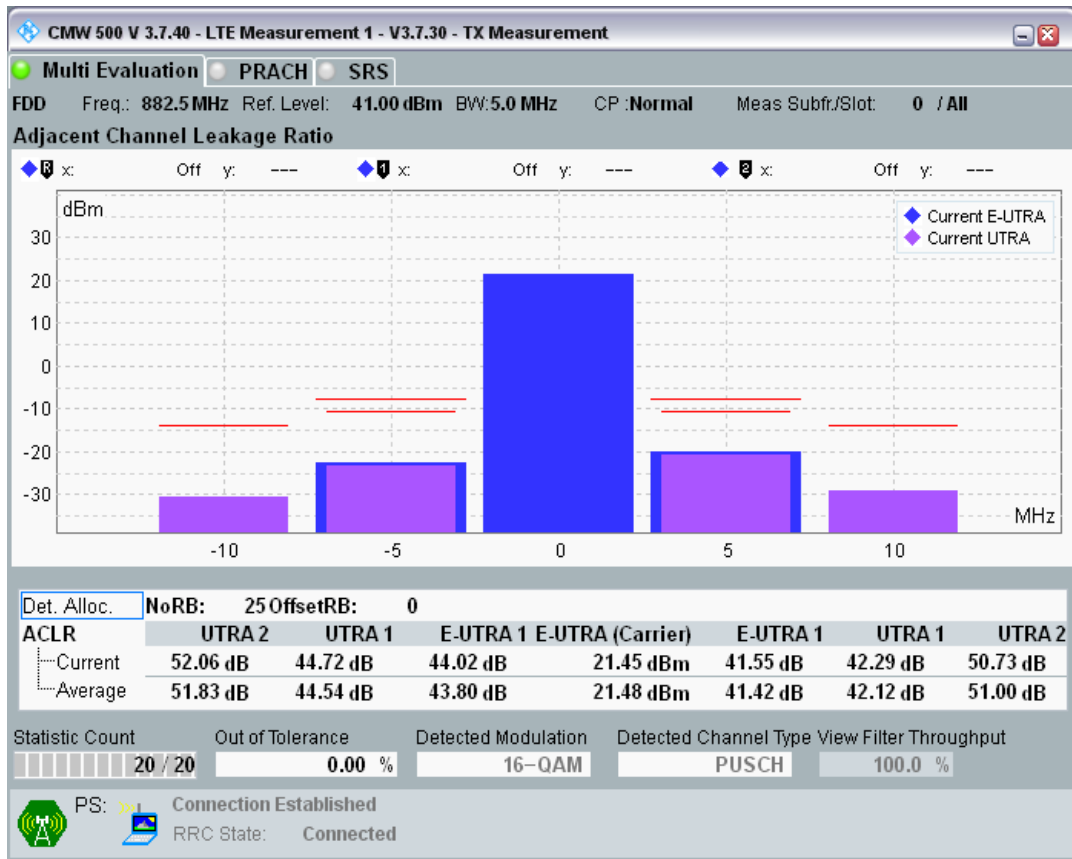 CMW 500 V 3.7.40 - LTE Measurement 1 - V3.7.30 - TX Measurement
Multi Evaluation PRACH SRS
FDD Freq.: 882.5 MHz Ref. Level: 41.00 dBm BW:5.0 MHz CP :Normal Meas Subfr./Slot: 0 / All
Adjacent Channel Leakage Ratio
R x: Off y: --- 1 x: Off y: --- 2 x: Off y: ---
dBm
Current E-UTRA
Current UTRA
30
20
10
0
-10
-20
-30
MHz
-10 -5 0 5 10
Det. Alloc. NoRB: 25 OffsetRB: 0
ACLR UTRA 2 UTRA 1 E-UTRA 1 E-UTRA (Carrier) E-UTRA 1 UTRA 1 UTRA 2
Current 52.06 dB 44.72 dB 44.02 dB 21.45 dBm 41.55 dB 42.29 dB 50.73 dB
Average 51.83 dB 44.54 dB 43.80 dB 21.48 dBm 41.42 dB 42.12 dB 51.00 dB
Statistic Count Out of Tolerance Detected Modulation Detected Channel Type View Filter Throughput
20 / 20 0.00 % 16-QAM PUSCH 100.0 %
PS: Connection Established
RRC State: Connected